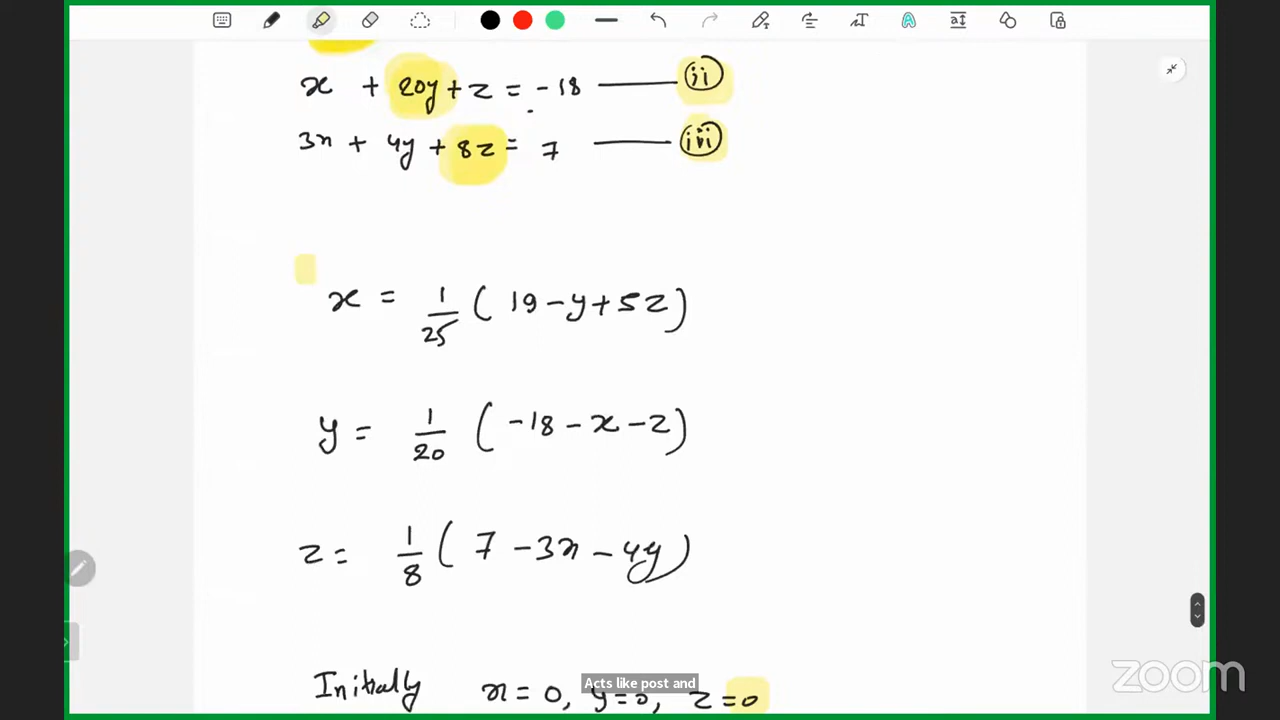 x + 20y + z = -18 ——— (ii)
3x + 4y + 8z = 7 ——— (iii)
x = 1/25 ( 19 - y + 5z )
y = 1/20 ( -18 - x - z )
z = 1/8 ( 7 - 3x - 4y )
Initially x = 0, y = 0, z = 0
Acts like post and
zoom